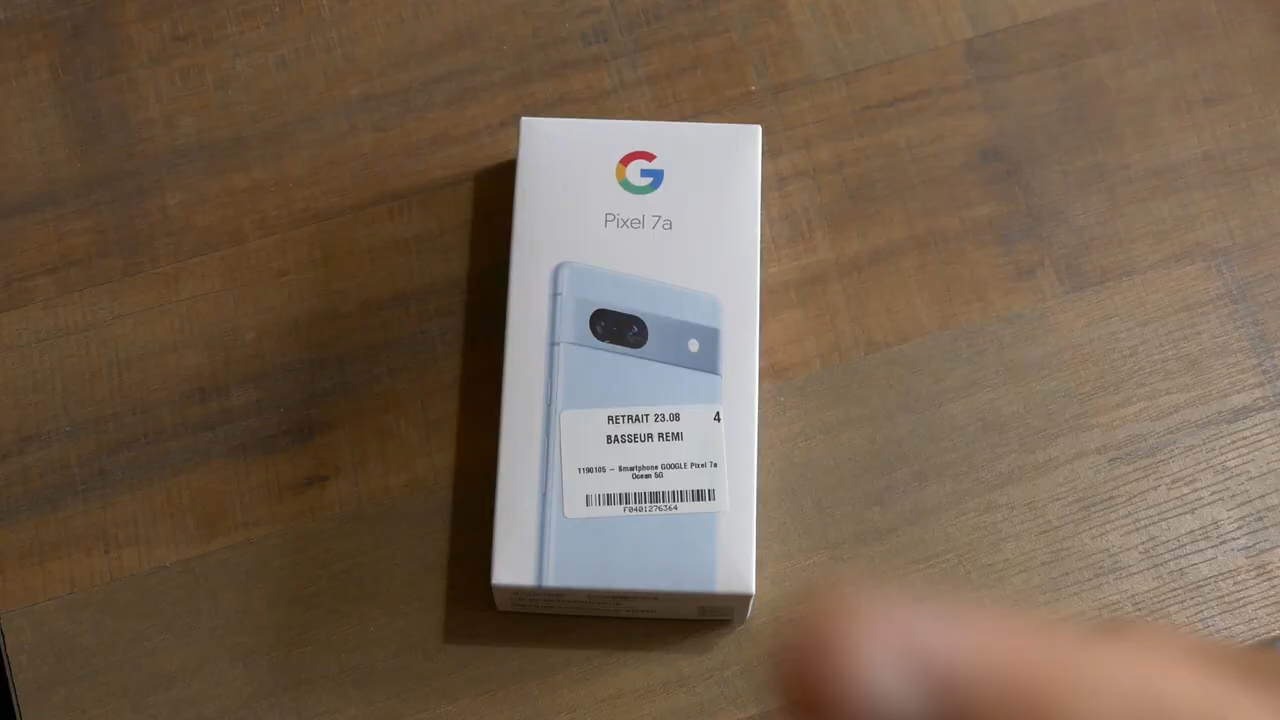 G
Pixel 7a
RETRAIT 23.08 4
BASSEUR REMI
1190105 – Smartphone GOOGLE Pixel 7a
Ocean 5G
F0401276364